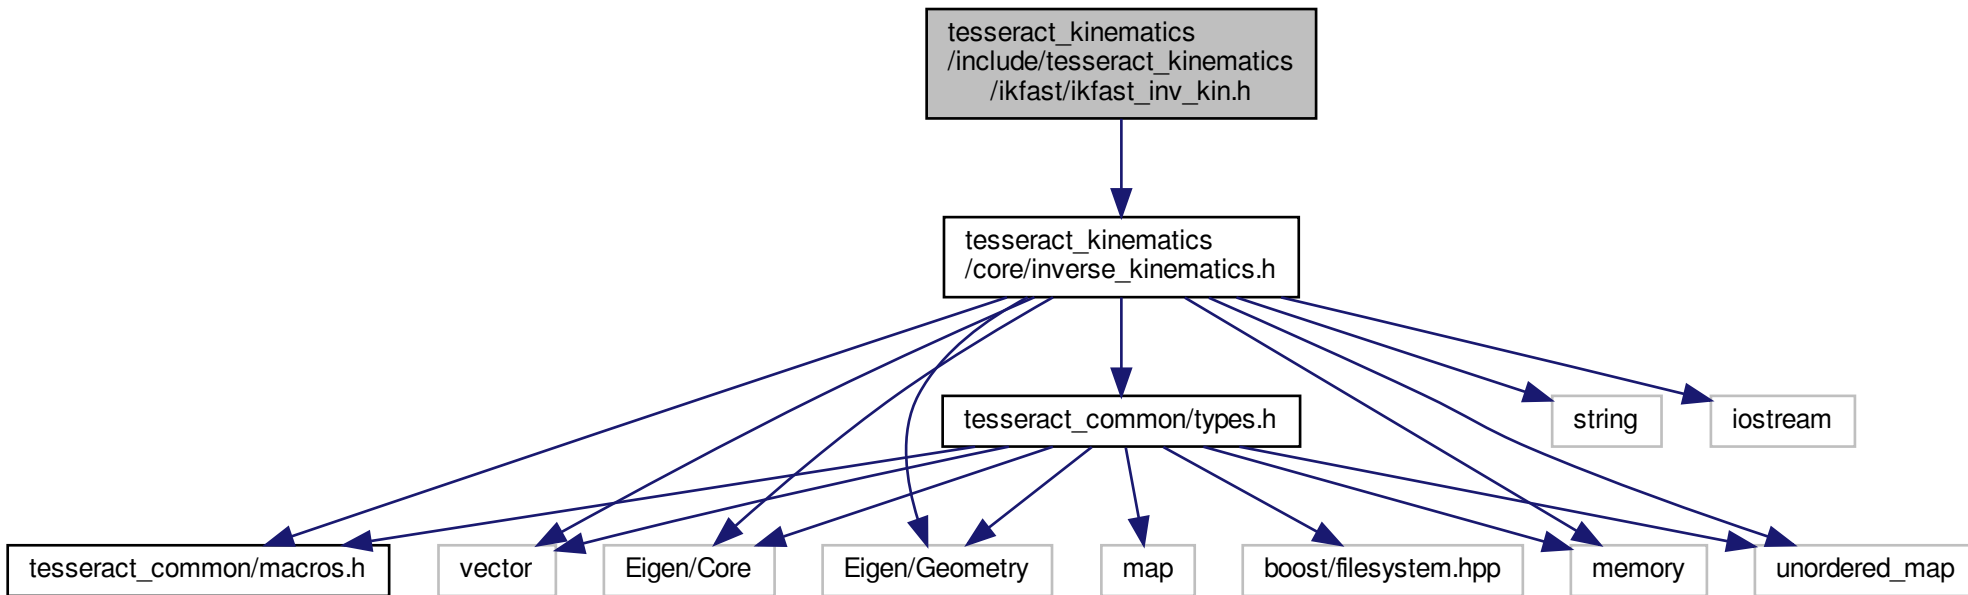 tesseract_kinematics
/include/tesseract_kinematics
/ikfast/ikfast_inv_kin.h
tesseract_kinematics
/core/inverse_kinematics.h
tesseract_common/types.h
string
iostream
tesseract_common/macros.h
vector
Eigen/Core
Eigen/Geometry
map
boost/filesystem.hpp
memory
unordered_map